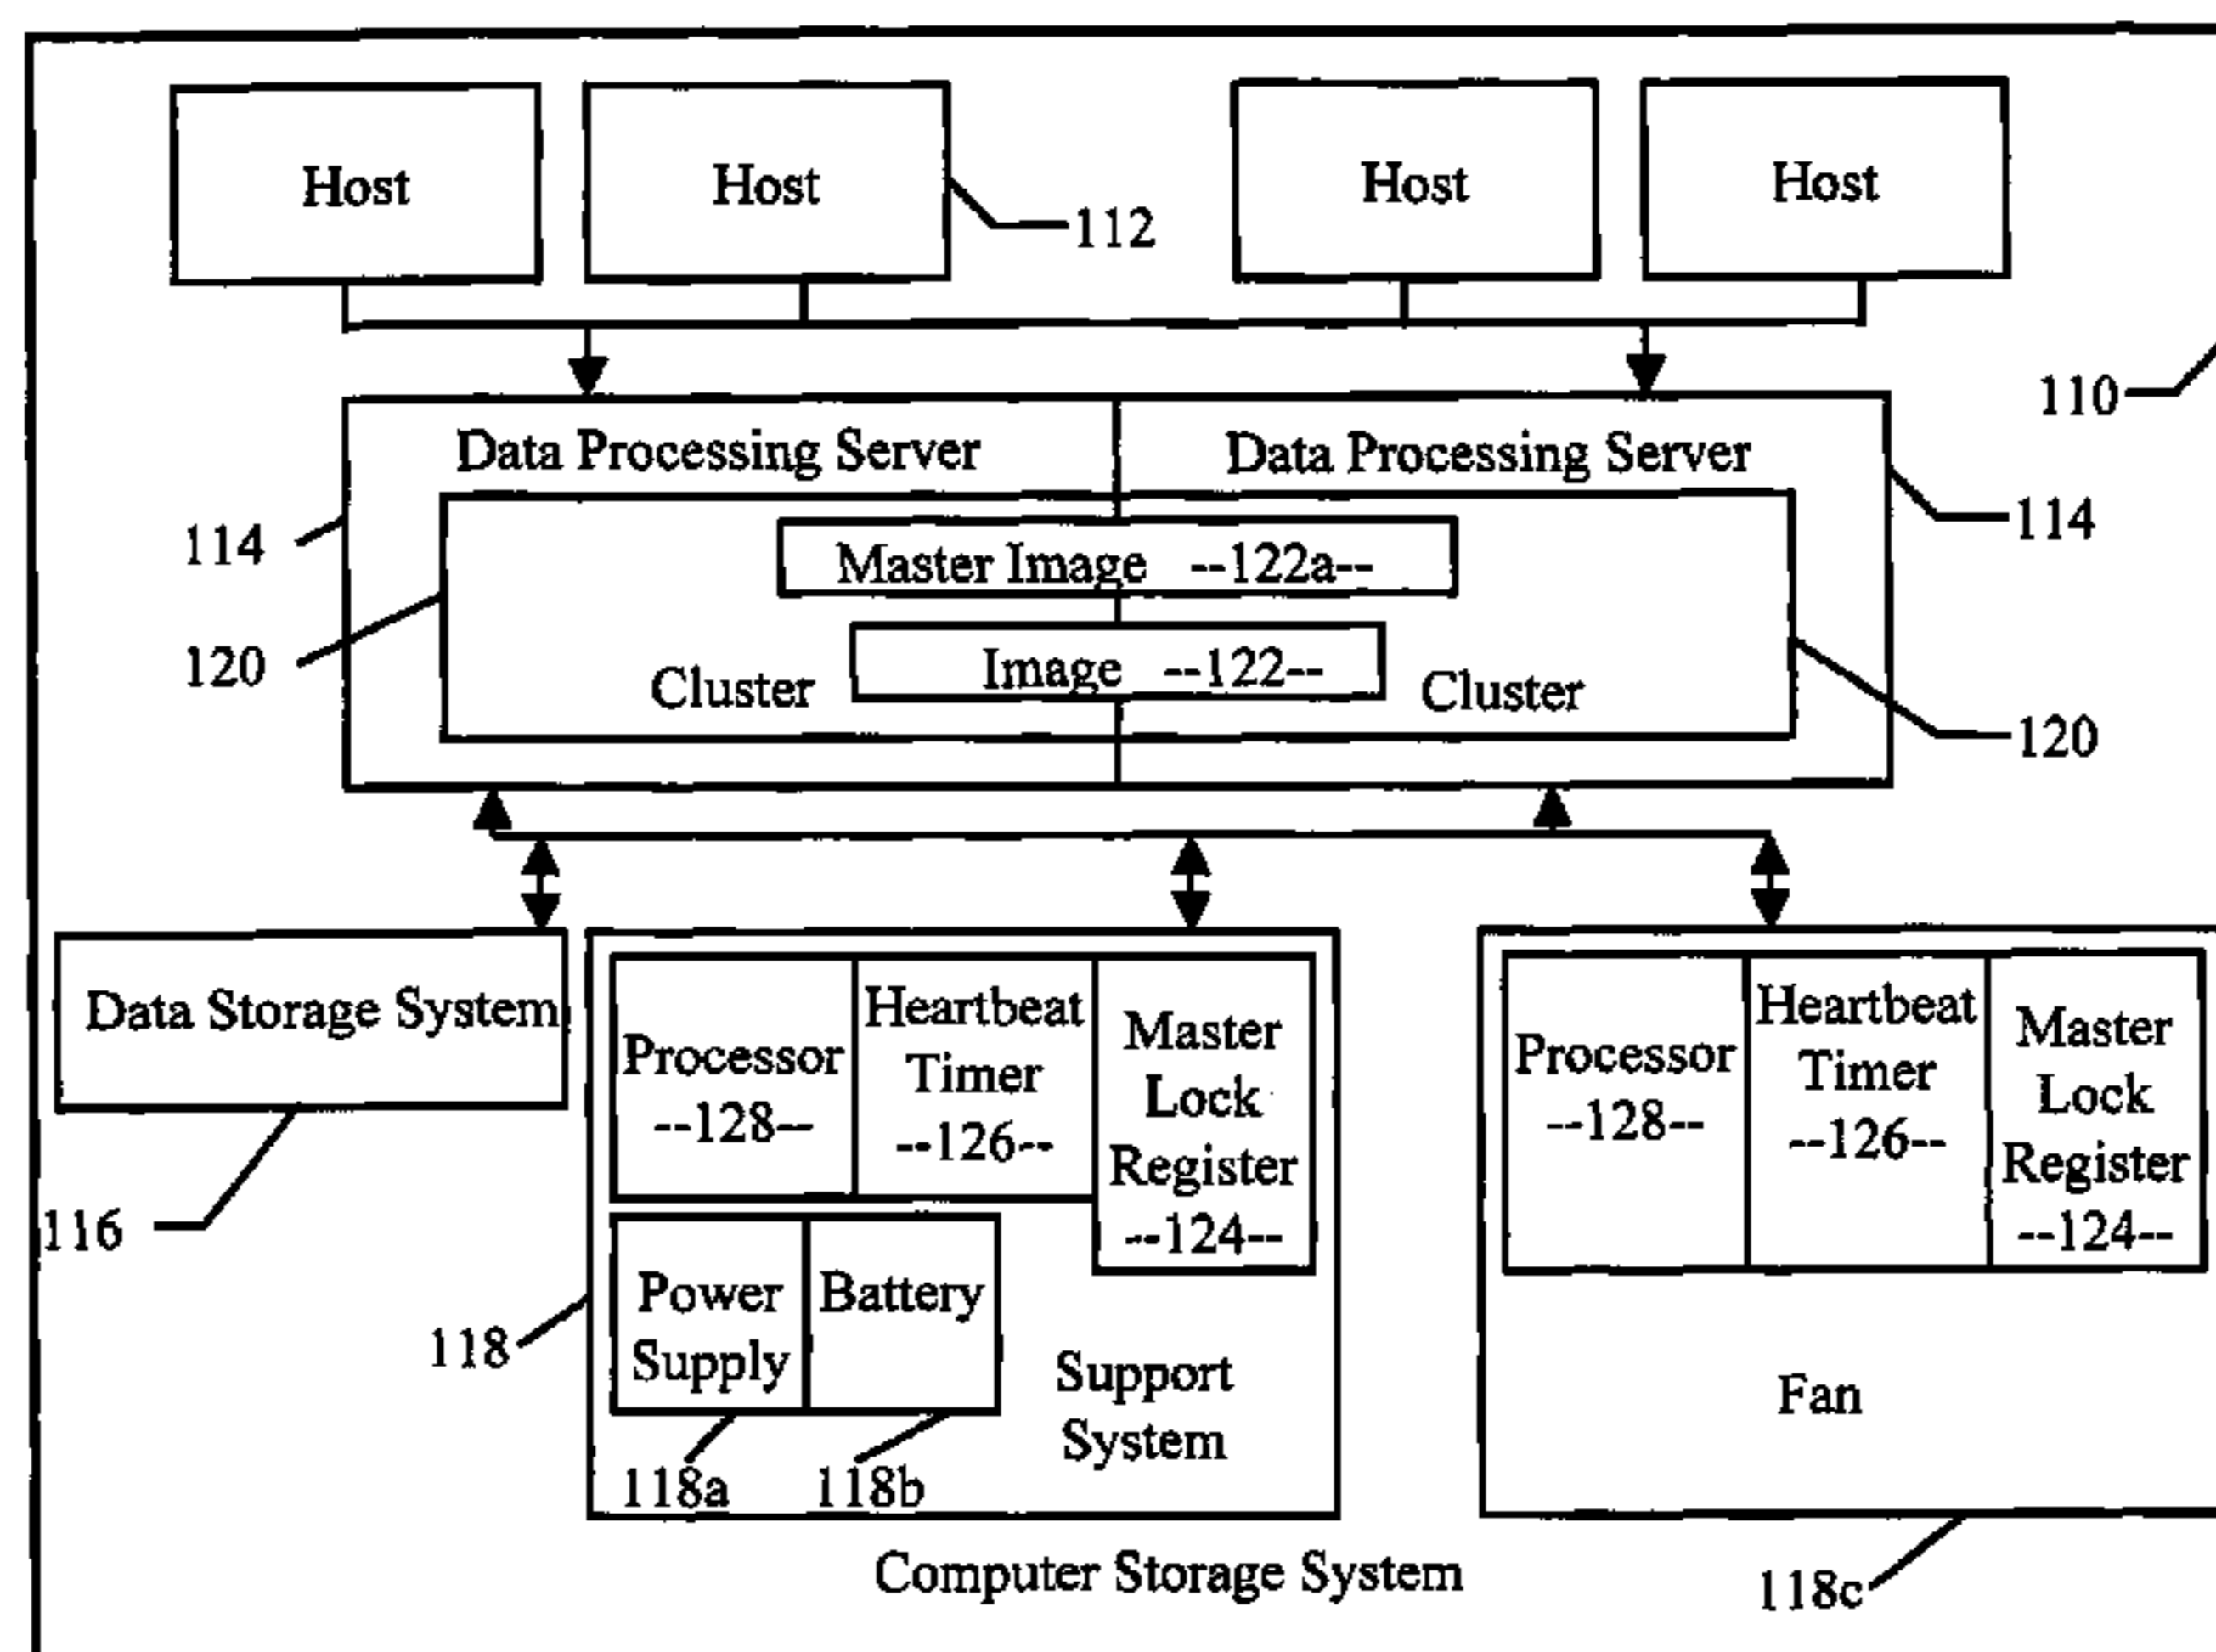 Host
Host
Host
Host
112
110
Data Processing Server
Data Processing Server
114
114
Master Image --122a--
120
Image --122--
Cluster
Cluster
120
Data Storage System
Processor
--128--
Heartbeat
Timer
--126--
Master
Lock
Register
--124--
Processor
--128--
Heartbeat
Timer
--126--
Master
Lock
Register
--124--
116
118
Power
Supply
Battery
Support
System
Fan
118a
118b
Computer Storage System
118c